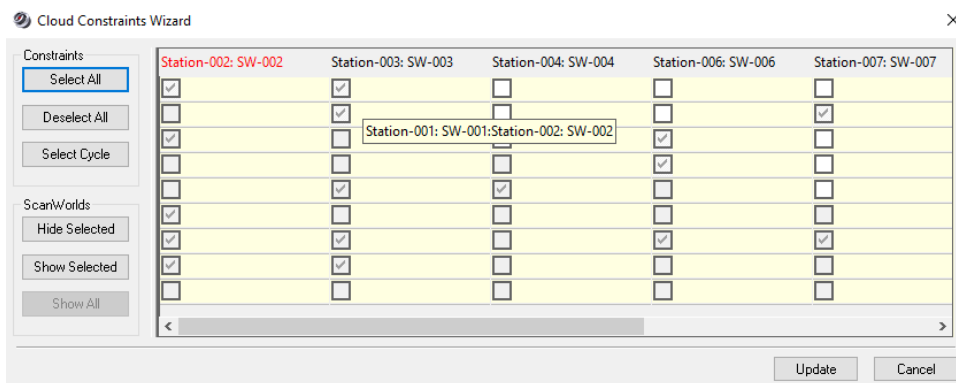 Cloud Constraints Wizard
Constraints
Select All
Deselect All
Select Cycle
ScanWorlds
Hide Selected
Show Selected
Show All
Station-002: SW-002 Station-003: SW-003 Station-004: SW-004 Station-006: SW-006 Station-007: SW-007
Station-001: SW-001:Station-002: SW-002
Update Cancel